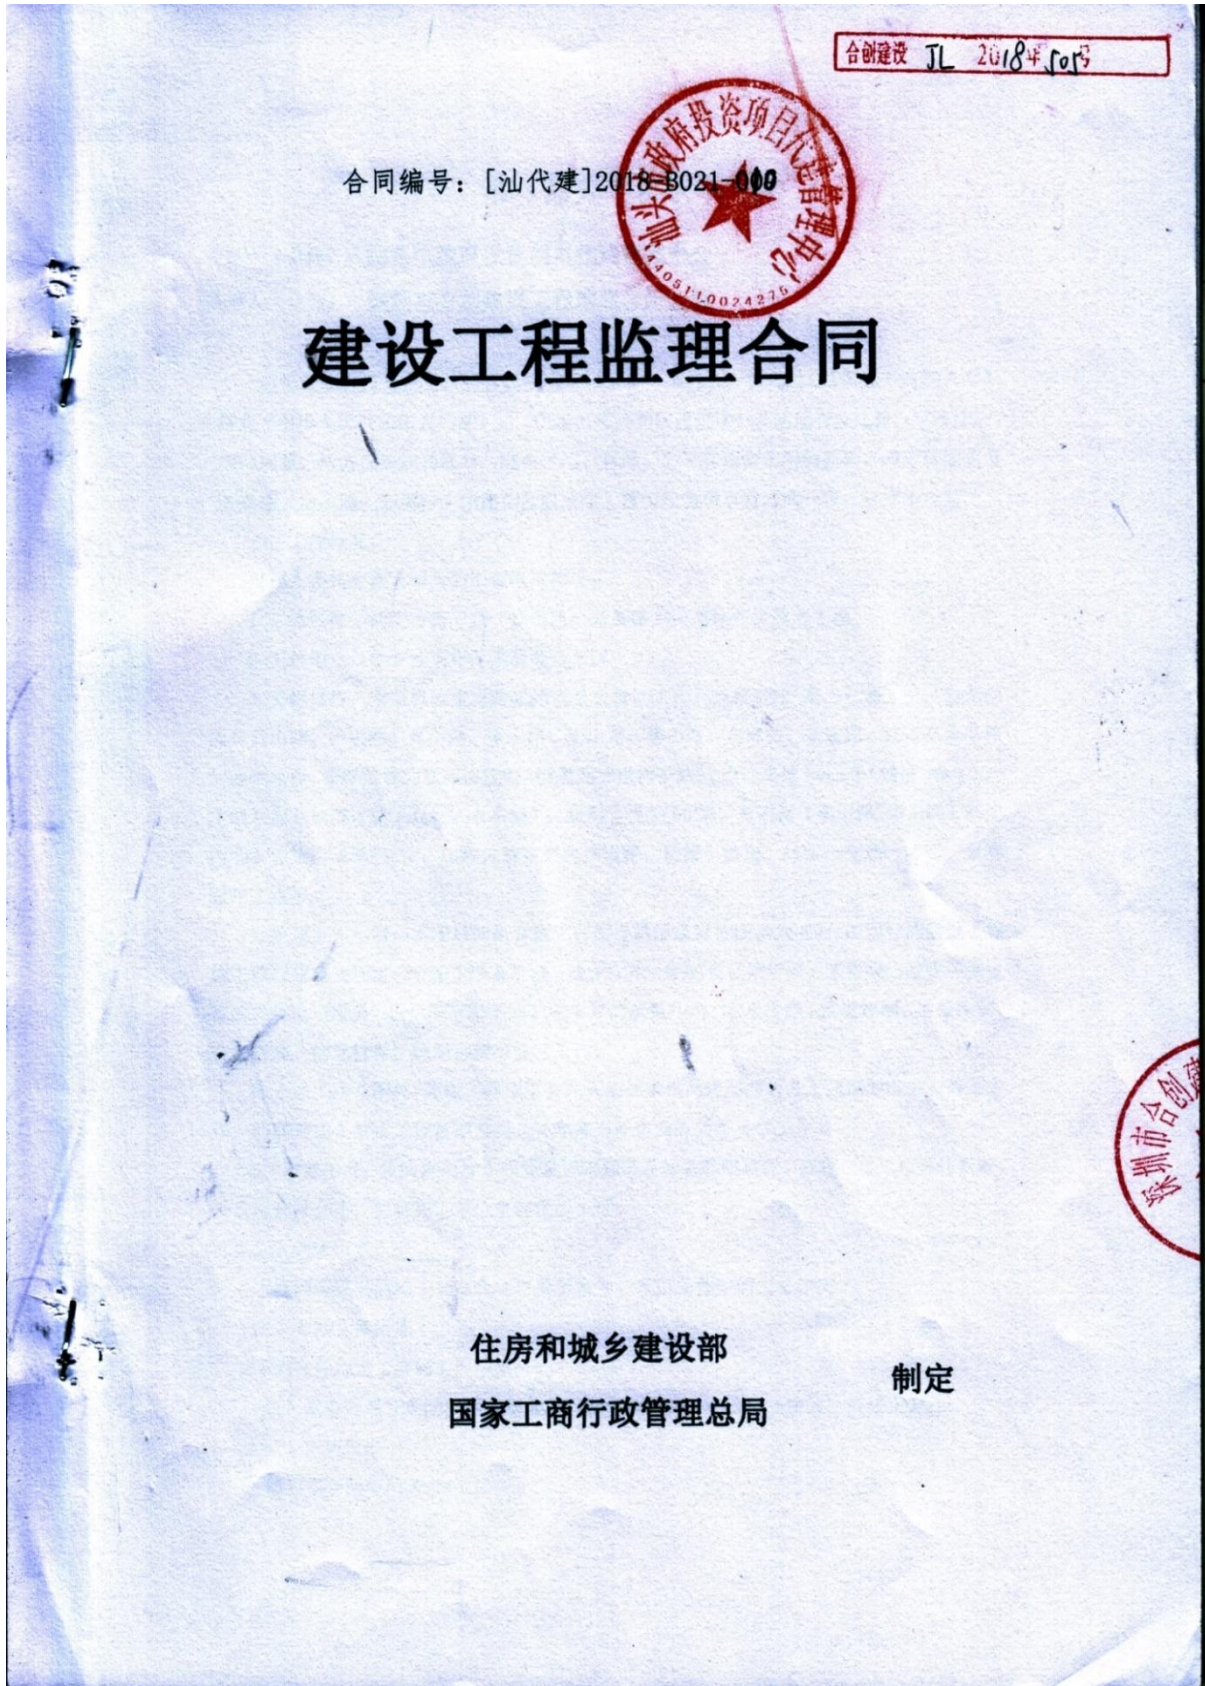 合创建设 JL 2018年505号
汕头市政府投资项目代建管理中心
4405110024275
合同编号：[汕代建]2018-B021-
建设工程监理合同
深圳市合创建
住房和城乡建设部
国家工商行政管理总局
制定